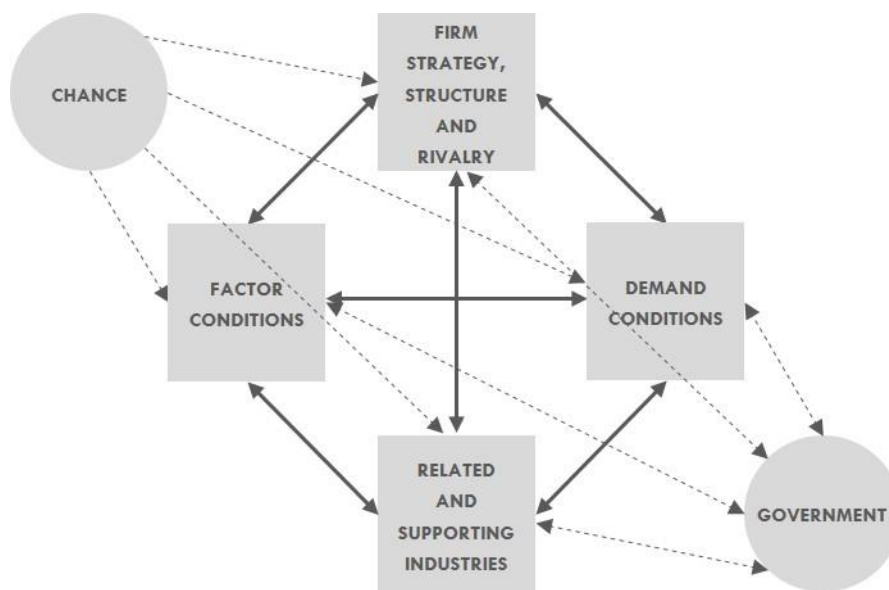 CHANCE
FIRM
STRATEGY,
STRUCTURE
AND
RIVALRY
FACTOR
CONDITIONS
DEMAND
CONDITIONS
RELATED
AND
SUPPORTING
INDUSTRIES
GOVERNMENT